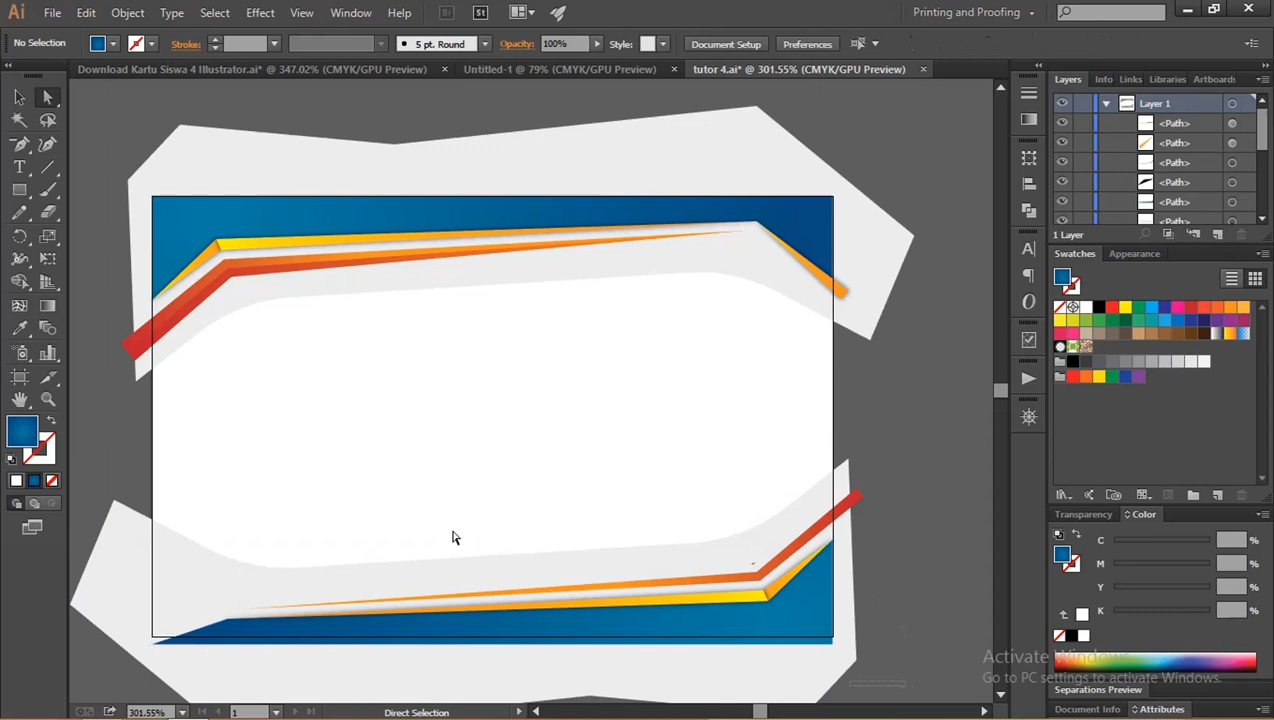 Ai File Edit Object Type Select Effect View Window Help Br St Printing and Proofing
No Selection Stroke: 5 pt. Round Opacity: 100% Style: Document Setup Preferences
Download Kartu Siswa 4 Illustrator.ai* @ 347.02% (CMYK/GPU Preview) × Untitled-1 @ 79% (CMYK/GPU Preview) × tutor 4.ai* @ 301.55% (CMYK/GPU Preview) ×
Layers Info Links Libraries Artboards
Layer 1
<Path>
<Path>
<Path>
<Path>
<Path>
<Path>
1 Layer
Swatches Appearance
Transparency Color
C %
M %
Y %
K %
Activate Windows
Go to PC settings to activate Windows.
Separations Preview
Document Info Attributes
301.55% 1 Direct Selection